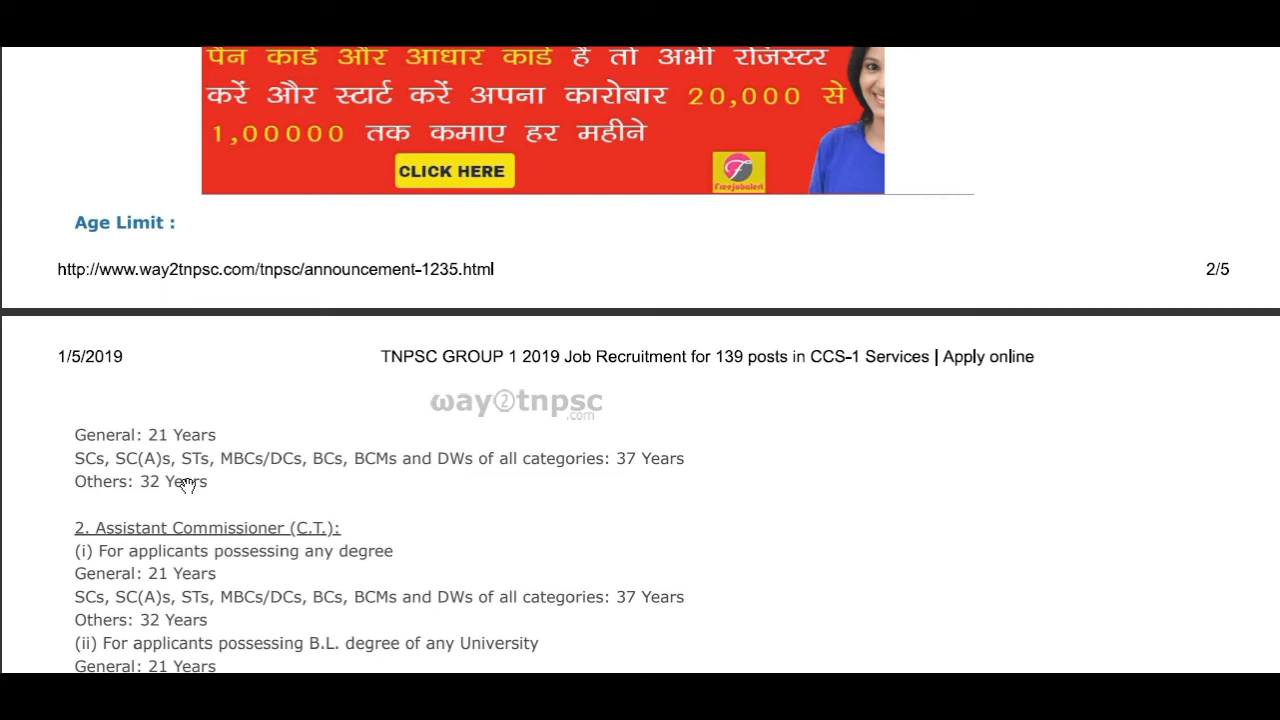 पैन कार्ड और आधार कार्ड है तो अभी रजिस्टर
करें और स्टार्ट करें अपना कारोबार 20,000 से
1,00000 तक कमाए हर महीने
CLICK HERE
Freejobalert
Age Limit :
http://www.way2tnpsc.com/tnpsc/announcement-1235.html 2/5
1/5/2019 TNPSC GROUP 1 2019 Job Recruitment for 139 posts in CCS-1 Services | Apply online
way2tnpsc
.com
General: 21 Years
SCs, SC(A)s, STs, MBCs/DCs, BCs, BCMs and DWs of all categories: 37 Years
Others: 32 Years
2. Assistant Commissioner (C.T.):
(i) For applicants possessing any degree
General: 21 Years
SCs, SC(A)s, STs, MBCs/DCs, BCs, BCMs and DWs of all categories: 37 Years
Others: 32 Years
(ii) For applicants possessing B.L. degree of any University
General: 21 Years